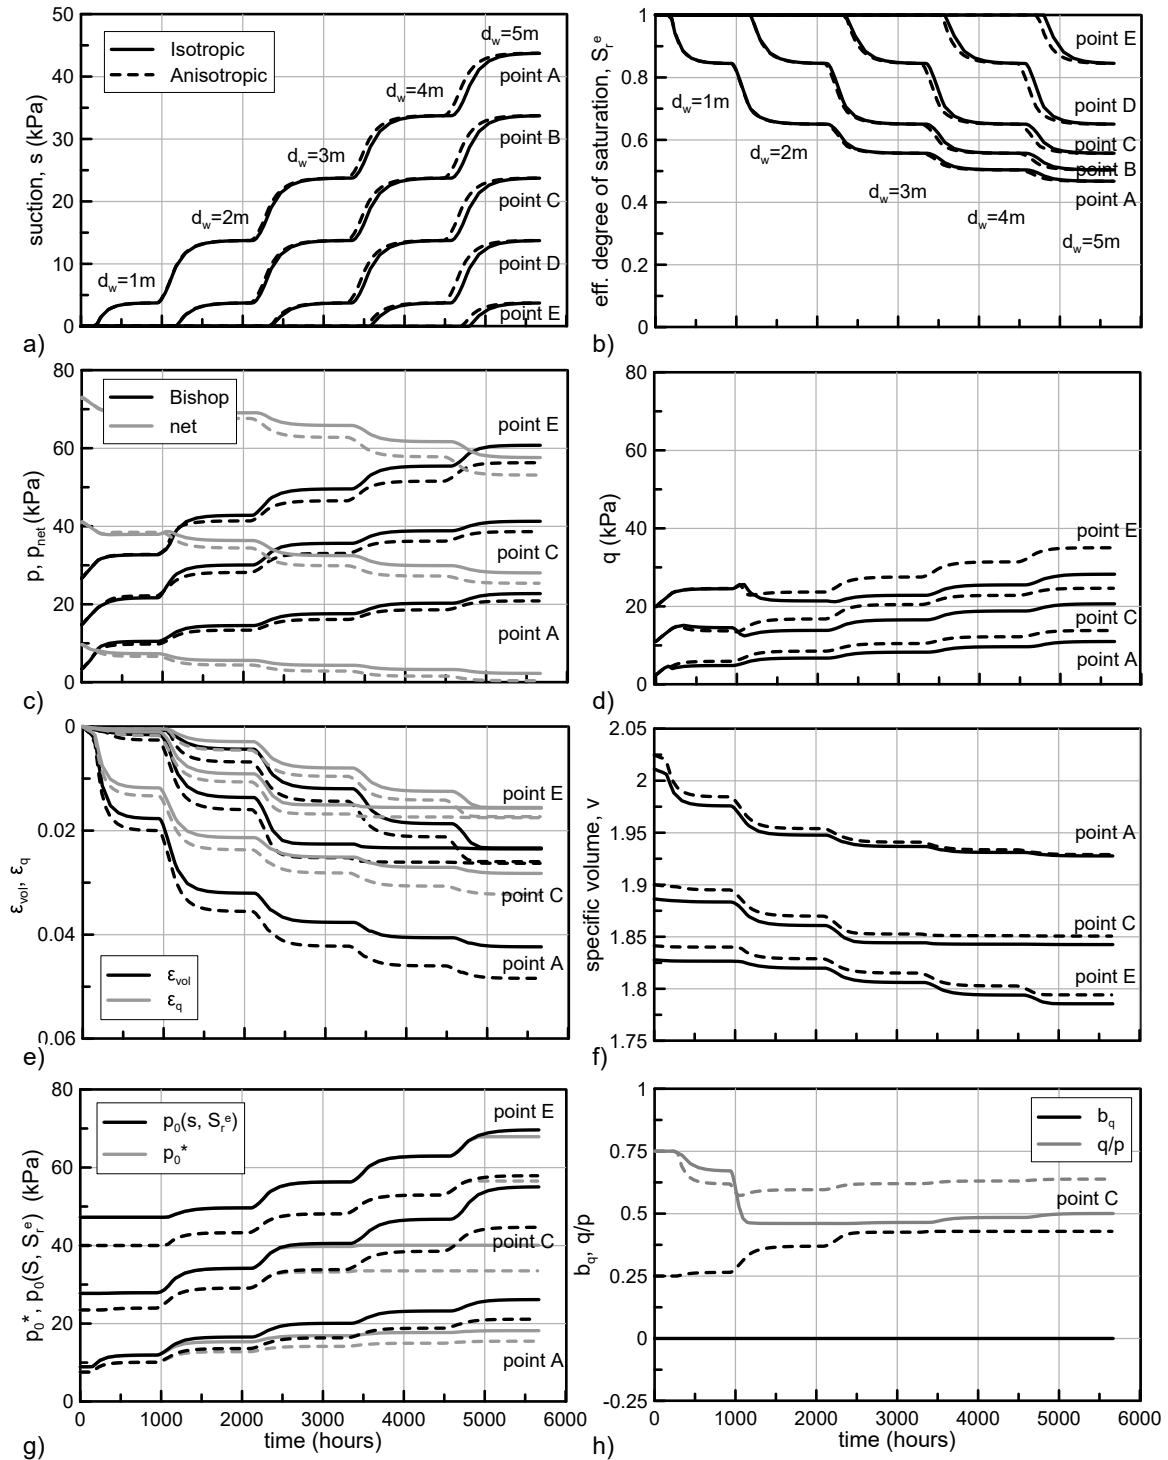 suction, s (kPa)
50
40
30
20
10
0
Isotropic
Anisotropic
d_w=5m
point A
d_w=4m
point B
d_w=3m
point C
d_w=2m
point D
d_w=1m
point E
a)
eff. degree of saturation, S_r^e
1
0.8
0.6
0.4
0.2
0
point E
d_w=1m
point D
d_w=2m
point C
point B
d_w=3m
point A
d_w=4m
d_w=5m
b)
p, p_net (kPa)
80
60
40
20
0
Bishop
net
point E
point C
point A
c)
q (kPa)
80
60
40
20
0
point E
point C
point A
d)
ε_vol, ε_q
0
0.02
0.04
0.06
point E
point C
point A
ε_vol
ε_q
e)
specific volume, v
2.05
2
1.95
1.9
1.85
1.8
1.75
point A
point C
point E
f)
p_0*, p_0(S, S_r^e) (kPa)
80
60
40
20
0
p_0(s, S_r^e)
p_0*
point E
point C
point A
0 1000 2000 3000 4000 5000 6000
time (hours)
g)
b_q, q/p
1
0.75
0.5
0.25
0
-0.25
b_q
q/p
point C
0 1000 2000 3000 4000 5000 6000
time (hours)
h)